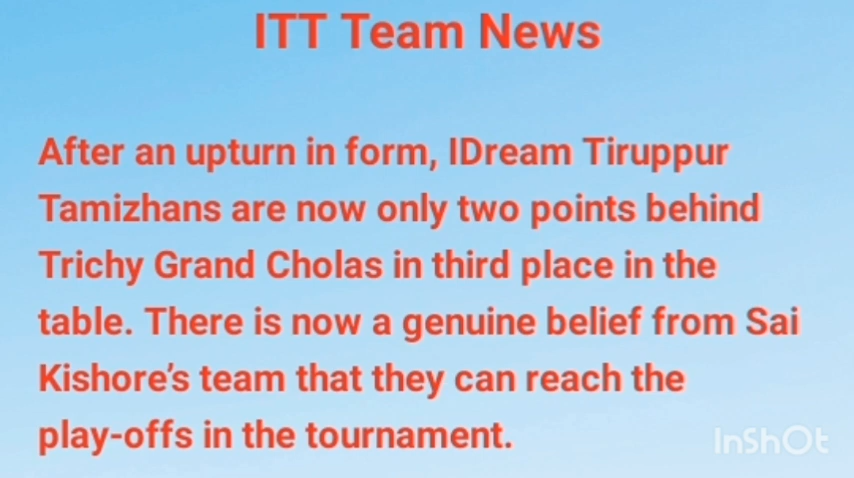 ITT Team News
After an upturn in form, IDream Tiruppur
Tamizhans are now only two points behind
Trichy Grand Cholas in third place in the
table. There is now a genuine belief from Sai
Kishore’s team that they can reach the
play-offs in the tournament.
InShOt